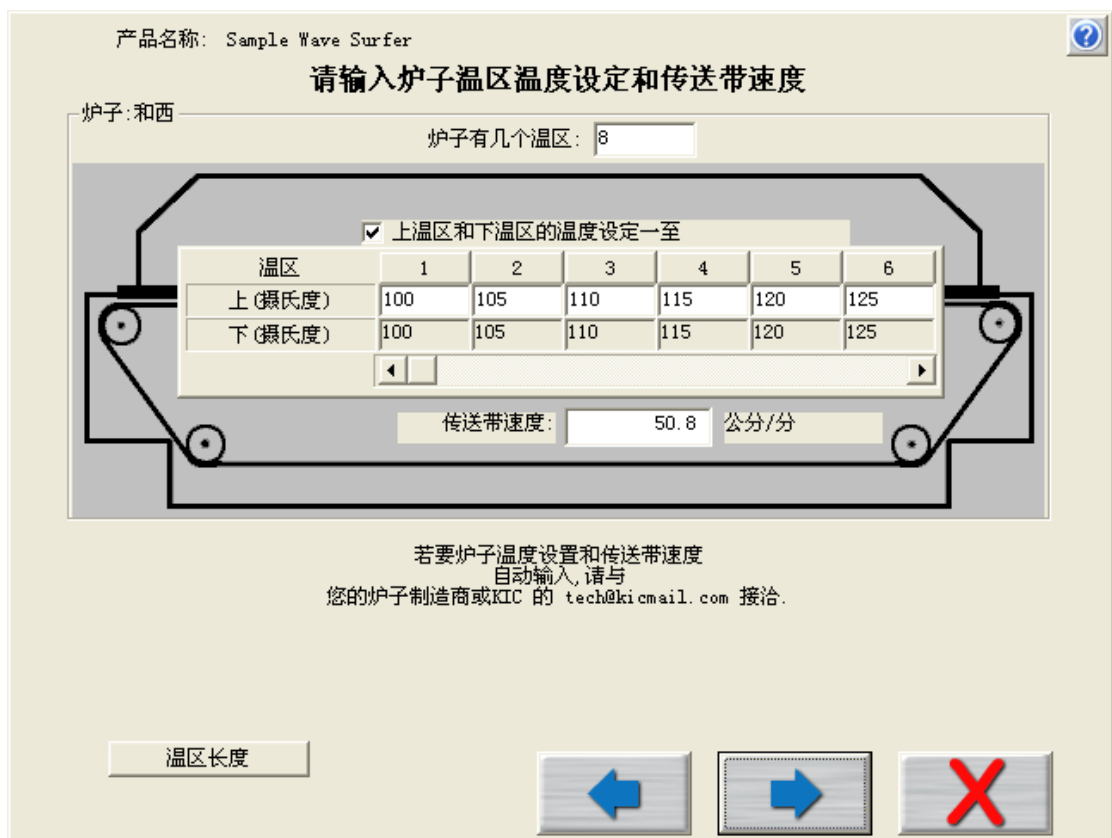 产品名称: Sample Wave Surfer
请输入炉子温区温度设定和传送带速度
炉子:和西
炉子有几个温区: 8
上温区和下温区的温度设定一至
温区 1 2 3 4 5 6
上(摄氏度) 100 105 110 115 120 125
下(摄氏度) 100 105 110 115 120 125
传送带速度: 50.8 公分/分
若要炉子温度设置和传送带速度
自动输入,请与
您的炉子制造商或KIC 的 tech@kicmail.com 接洽.
温区长度